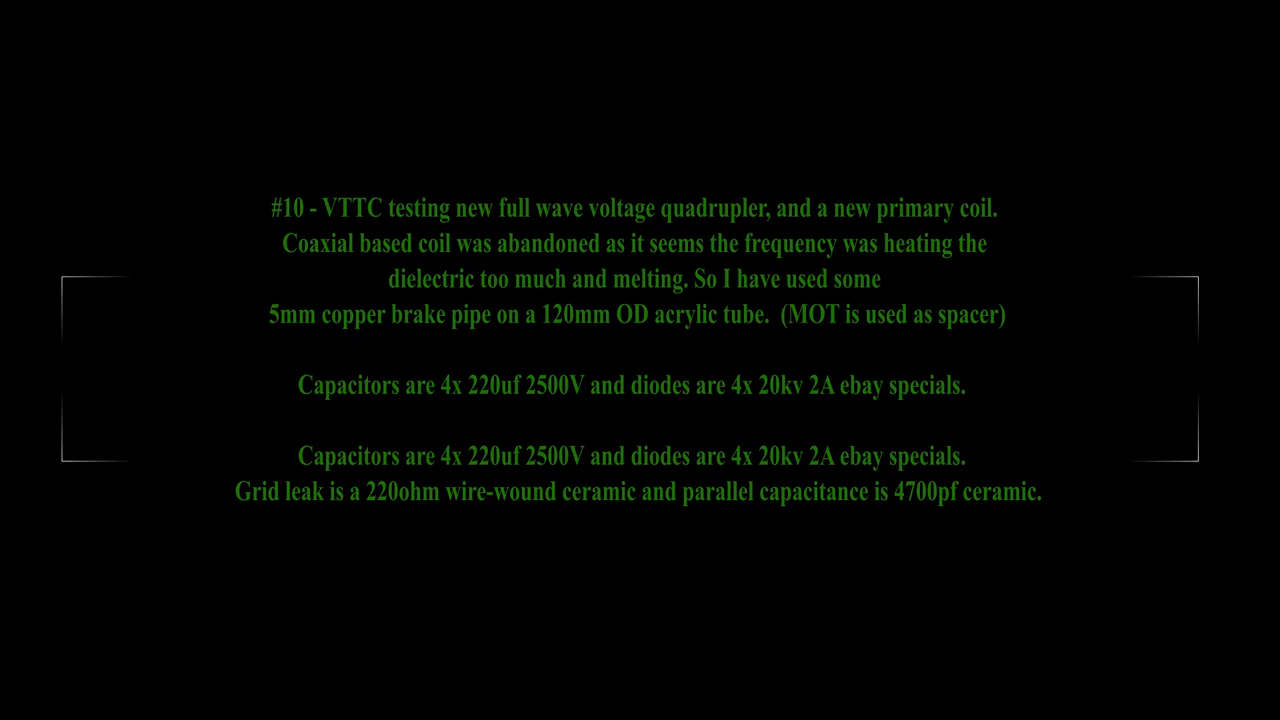 #10 - VTTC testing new full wave voltage quadrupler, and a new primary coil.
Coaxial based coil was abandoned as it seems the frequency was heating the
dielectric too much and melting. So I have used some
5mm copper brake pipe on a 120mm OD acrylic tube.  (MOT is used as spacer)
Capacitors are 4x 220uf 2500V and diodes are 4x 20kv 2A ebay specials.
Capacitors are 4x 220uf 2500V and diodes are 4x 20kv 2A ebay specials.
Grid leak is a 220ohm wire-wound ceramic and parallel capacitance is 4700pf ceramic.